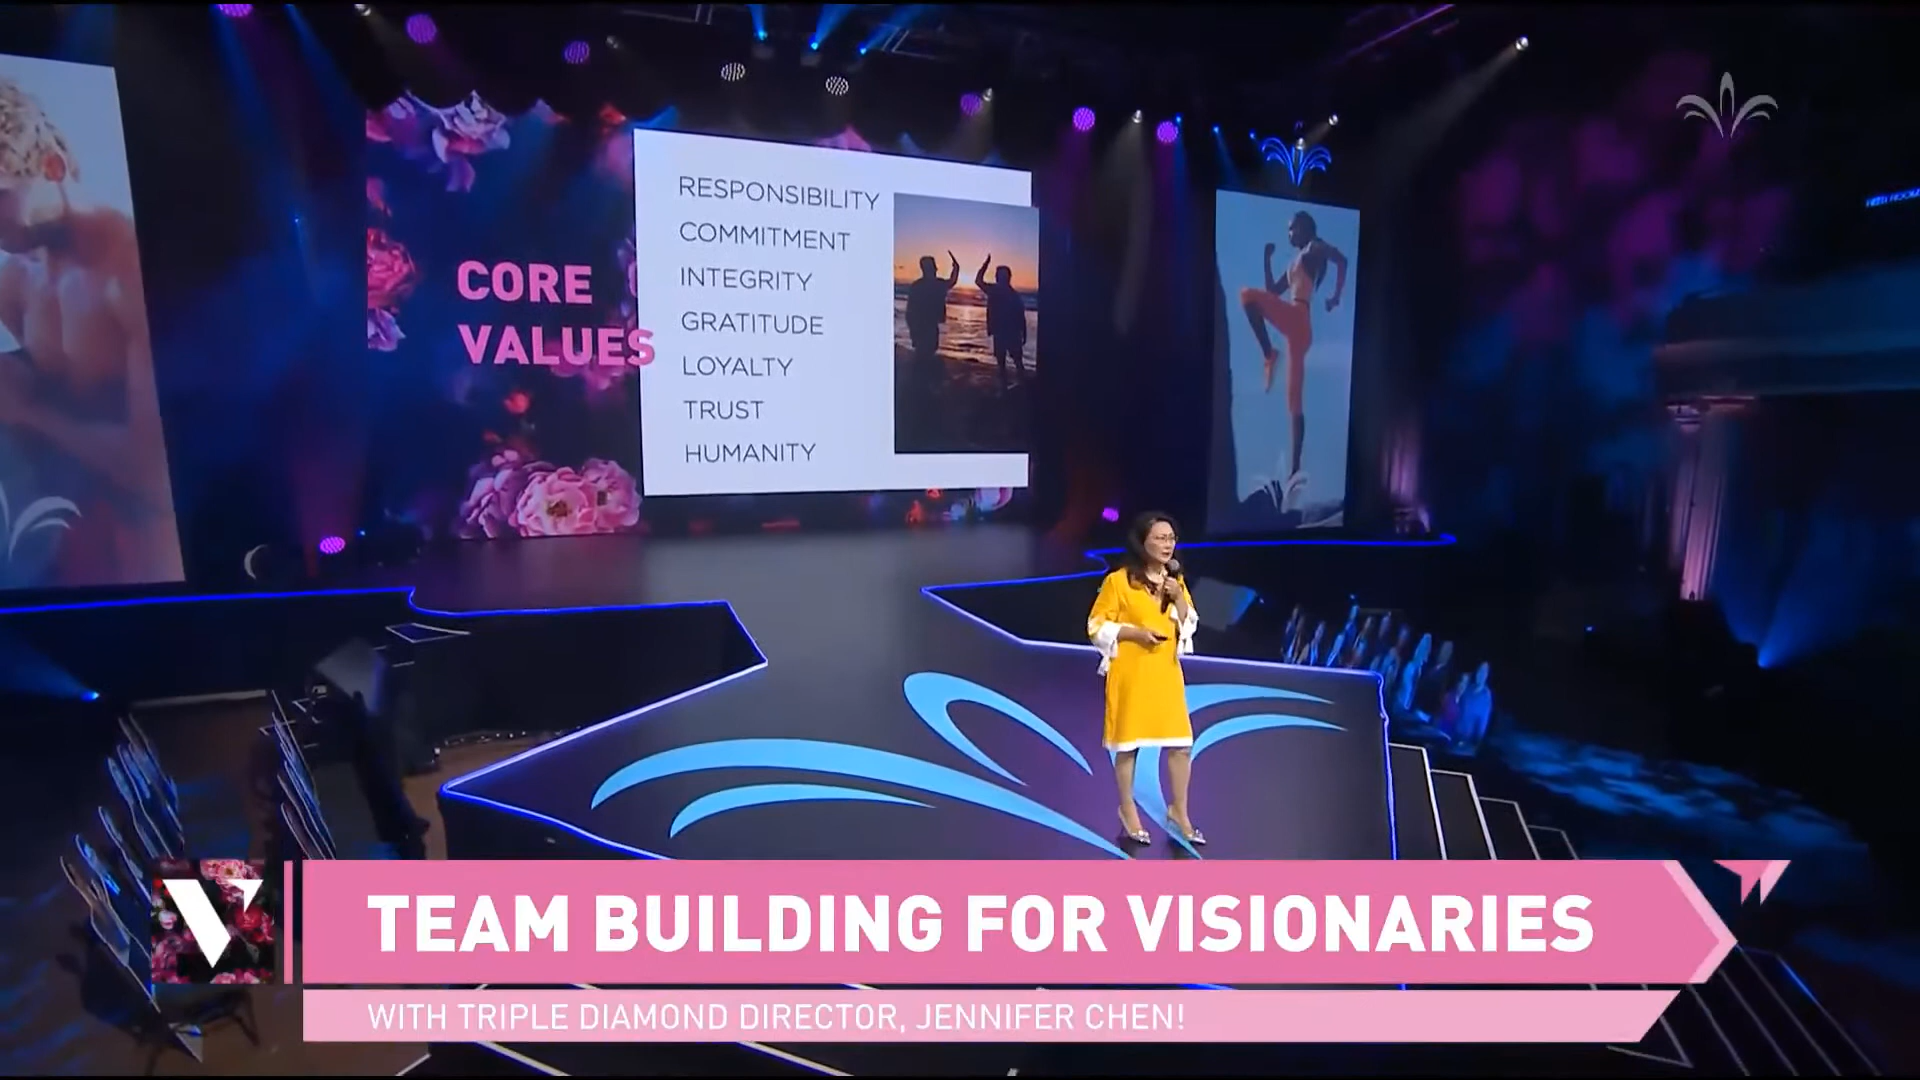 CORE
VALUES
RESPONSIBILITY
COMMITMENT
INTEGRITY
GRATITUDE
LOYALTY
TRUST
HUMANITY
V
TEAM BUILDING FOR VISIONARIES
WITH TRIPLE DIAMOND DIRECTOR, JENNIFER CHEN!